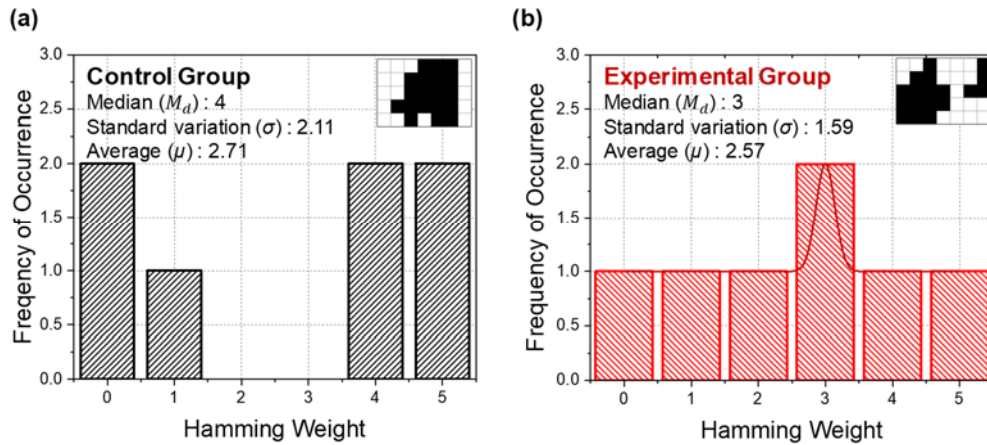 (a)
3.0
2.5
2.0
1.5
1.0
0.5
0.0
Freqency of Occurrence
Control Group
Median (M_d) : 4
Standard variation (σ) : 2.11
Average (μ) : 2.71
0 1 2 3 4 5
Hamming Weight
(b)
3.0
2.5
2.0
1.5
1.0
0.5
0.0
Frequency of Occurrence
Experimental Group
Median (M_d) : 3
Standard variation (σ) : 1.59
Average (μ) : 2.57
0 1 2 3 4 5
Hamming Weight